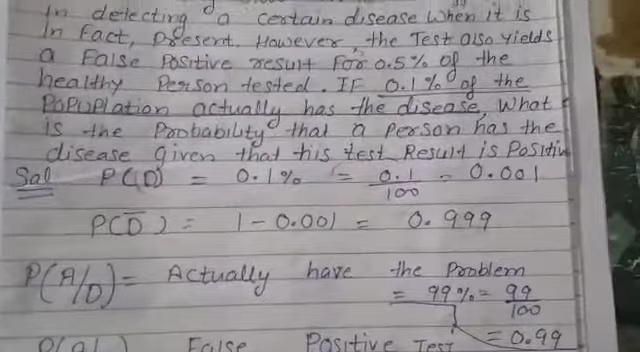 In detecting a certain disease when it is
in Fact, present. However, the Test also yields
a False Positive result For 0.5% of the
healthy Person tested. IF 0.1% of the
Population actually has the disease, What
is the Probability that a person has the
disease given that his test Result is Positiv
Sol P(D) = 0.1% = 0.1/100 = 0.001
P(D̅) = 1 - 0.001 = 0.999
P(A/D) = Actually have the Problem
= 99% = 99/100
= 0.99
False Positive Test